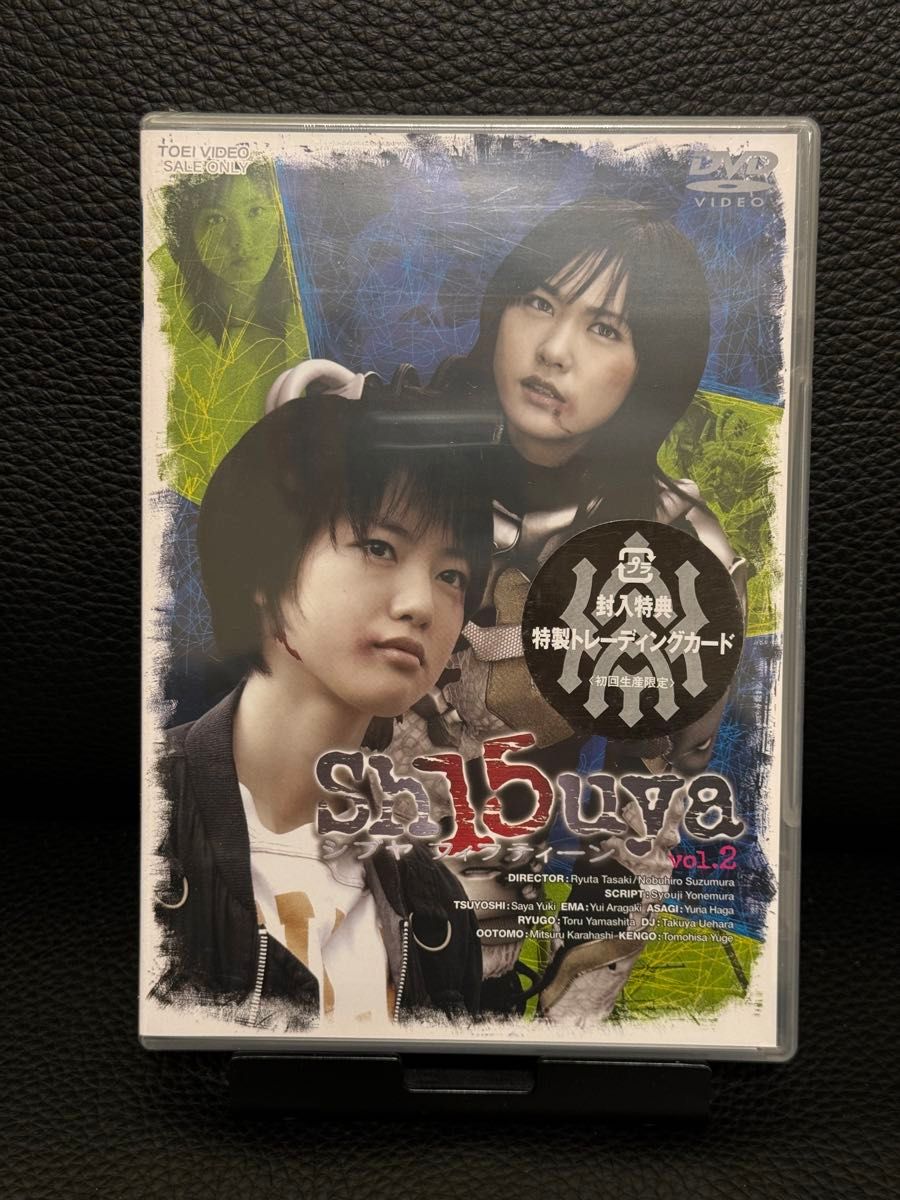 TOEI VIDEO
SALE ONLY
DVD
VIDEO
プラ
封入特典
特製トレーディングカード
〈初回生産限定〉
Sh15uya
シブヤ フィフティーン
vol.2
DIRECTOR : Ryuta Tasaki/Nobuhiro Suzumura
SCRIPT : Syouji Yonemura
TSUYOSHI : Saya Yuki EMA : Yui Aragaki ASAGI : Yuna Haga
RYUGO : Toru Yamashita DJ : Takuya Uehara
OOTOMO : Mitsuru Karahashi KENGO : Tomohisa Yuge